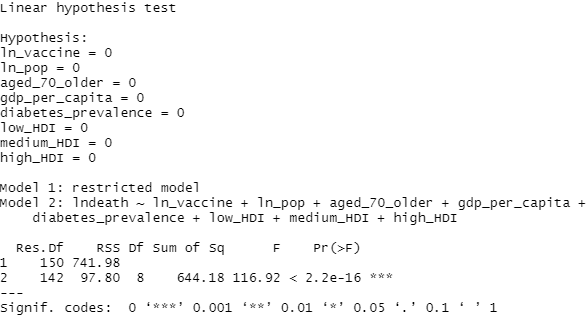 Linear hypothesis test

Hypothesis:
ln_vaccine = 0
ln_pop = 0
aged_70_older = 0
gdp_per_capita = 0
diabetes_prevalence = 0
low_HDI = 0
medium_HDI = 0
high_HDI = 0

Model 1: restricted model
Model 2: lndeath ~ ln_vaccine + ln_pop + aged_70_older + gdp_per_capita +
    diabetes_prevalence + low_HDI + medium_HDI + high_HDI

  Res.Df    RSS Df Sum of Sq      F    Pr(>F)
1    150 741.98
2    142  97.80  8    644.18 116.92 < 2.2e-16 ***
---
Signif. codes:  0 ‘***’ 0.001 ‘**’ 0.01 ‘*’ 0.05 ‘.’ 0.1 ‘ ’ 1